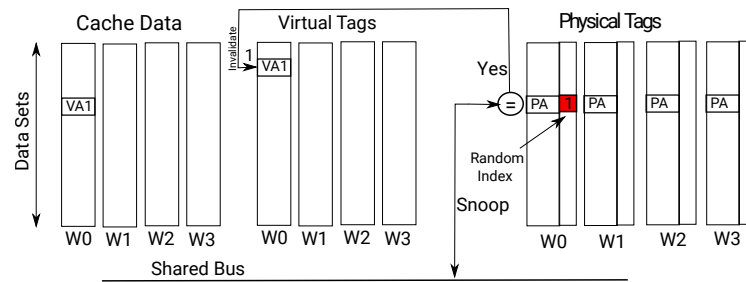 Cache Data
Virtual Tags
Physical Tags
Data Sets
Invalidate
1
VA1
VA1
Yes
=
PA
1
PA
PA
PA
Random
Index
Snoop
W0 W1 W2 W3
W0 W1 W2 W3
W0 W1 W2 W3
Shared Bus